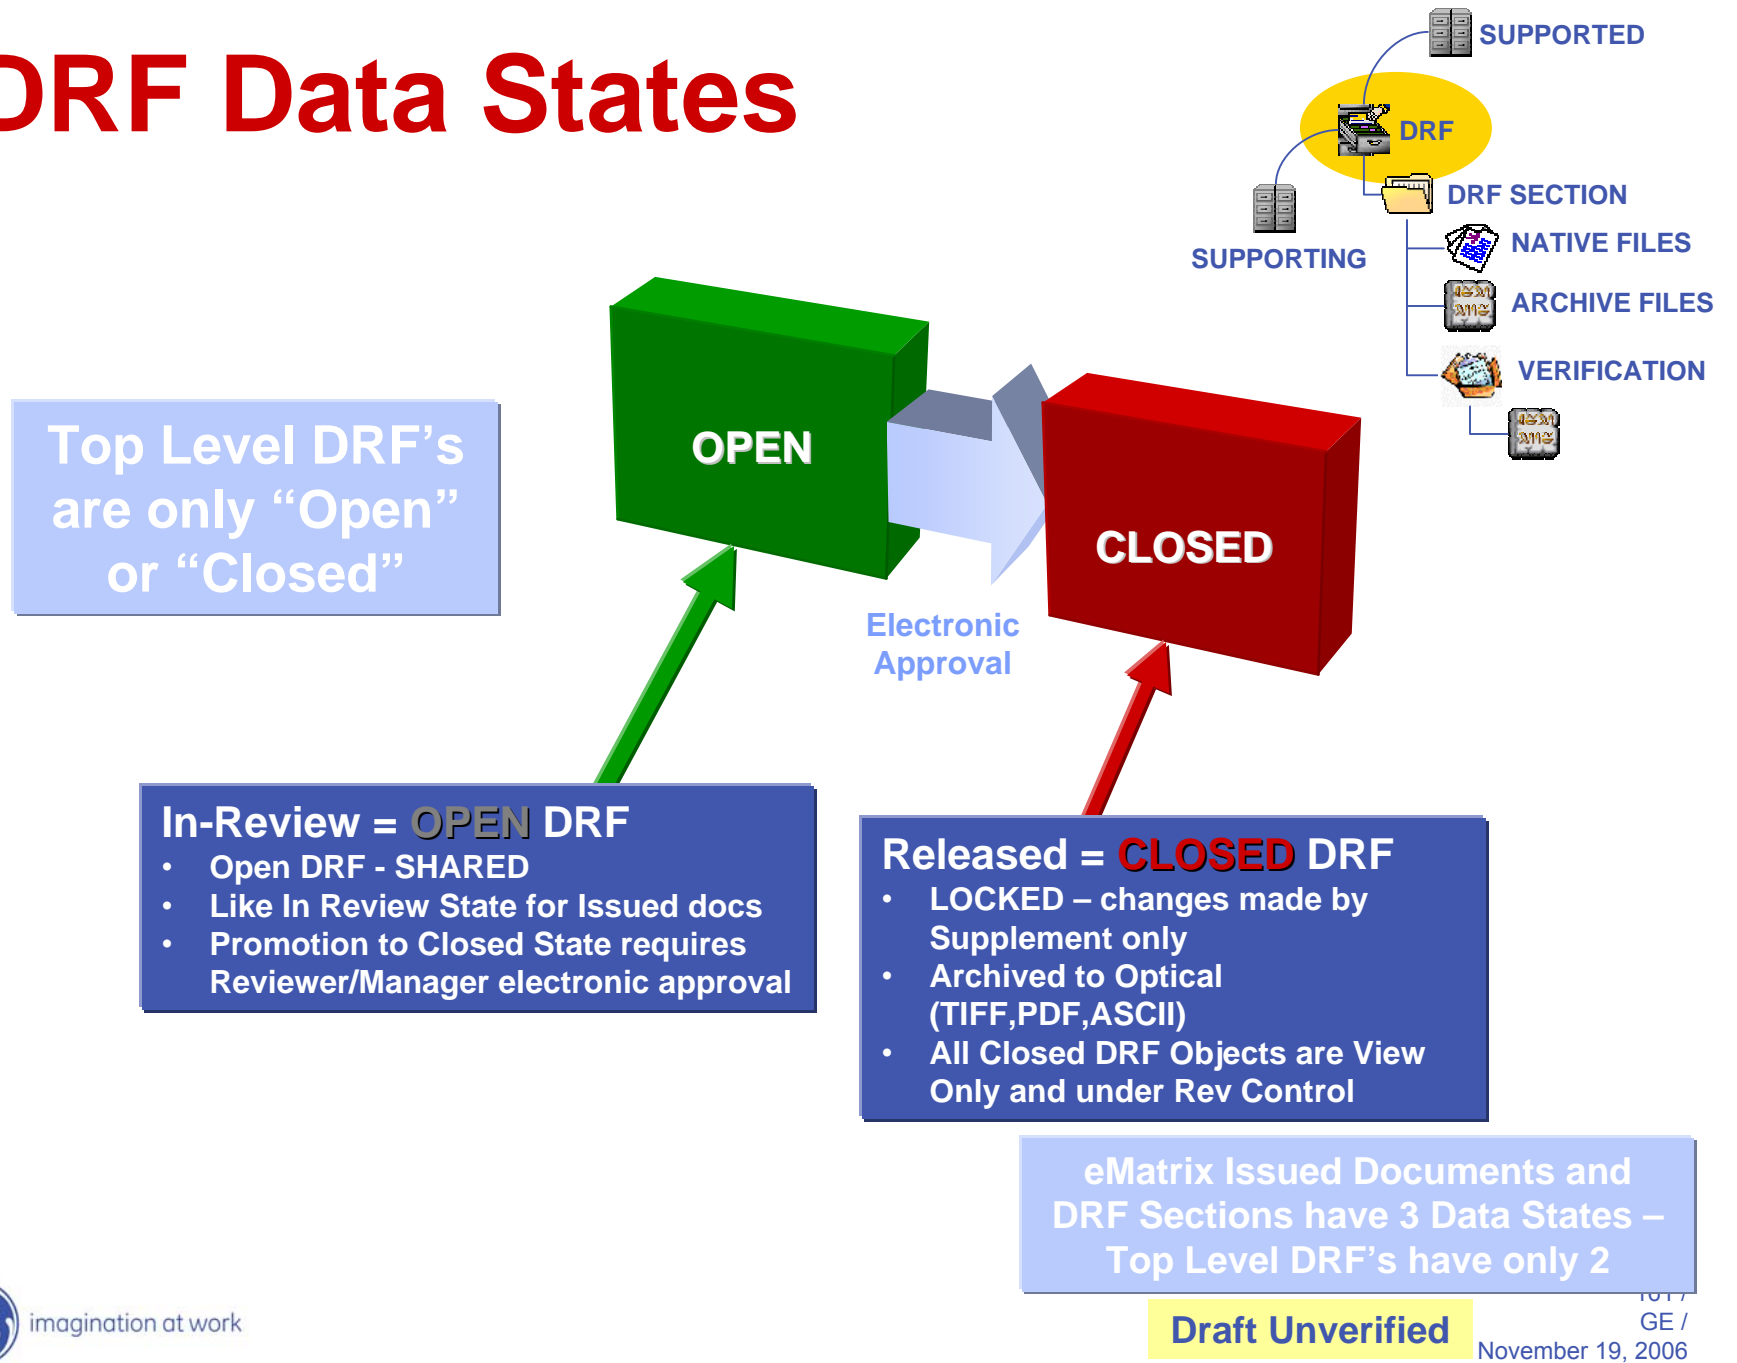 DRF Data States
SUPPORTED
DRF
DRF SECTION
SUPPORTING
NATIVE FILES
ARCHIVE FILES
VERIFICATION
Top Level DRF’s
are only “Open”
or “Closed”
OPEN
CLOSED
Electronic
Approval
In-Review = OPEN DRF
• Open DRF - SHARED
• Like In Review State for Issued docs
• Promotion to Closed State requires
Reviewer/Manager electronic approval
Released = CLOSED DRF
• LOCKED – changes made by
Supplement only
• Archived to Optical
(TIFF,PDF,ASCII)
• All Closed DRF Objects are View
Only and under Rev Control
eMatrix Issued Documents and
DRF Sections have 3 Data States –
Top Level DRF’s have only 2
imagination at work
Draft Unverified
GE /
November 19, 2006